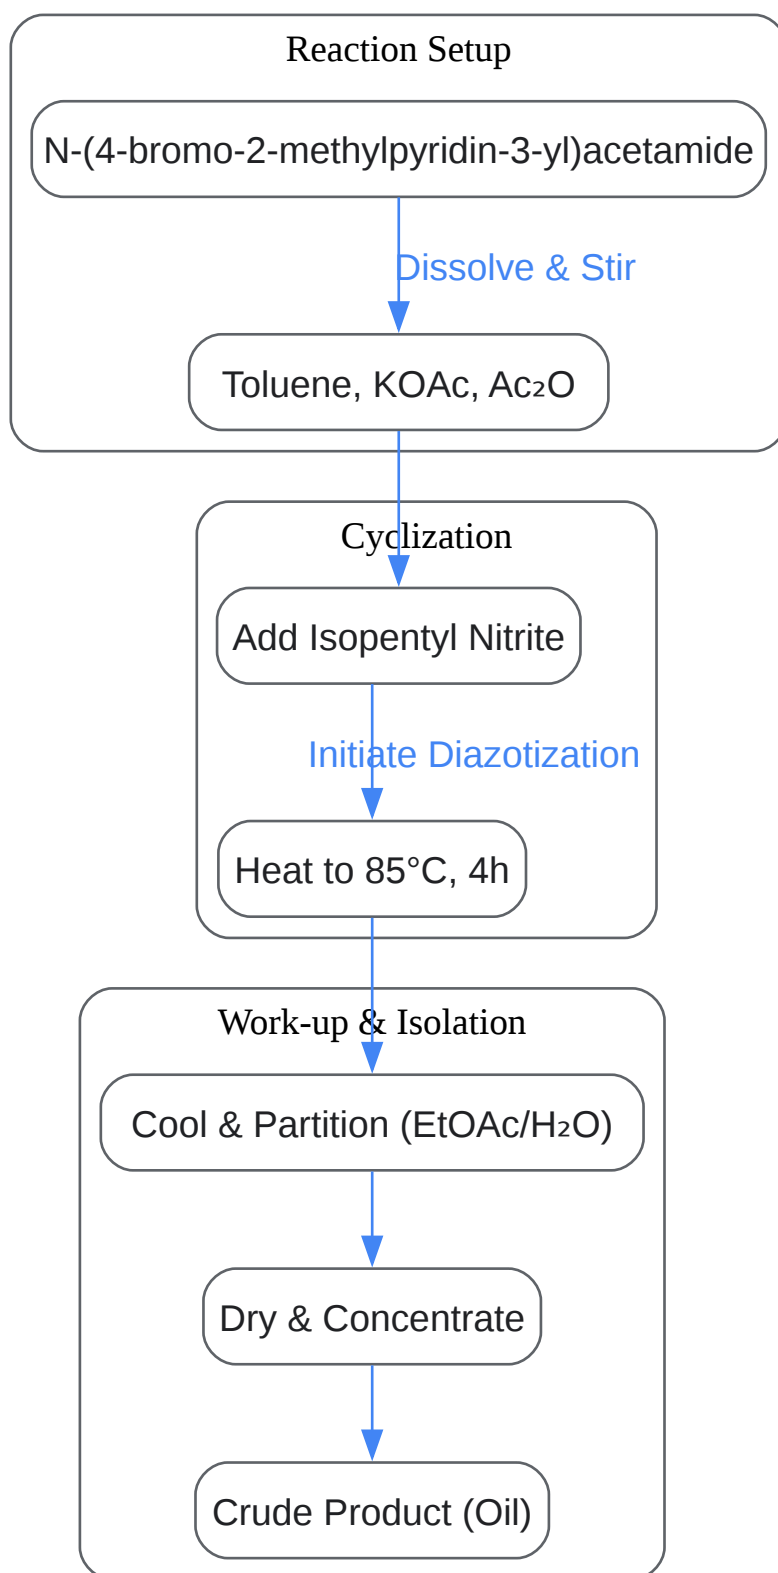 Reaction Setup
N-(4-bromo-2-methylpyridin-3-yl)acetamide
Dissolve & Stir
Toluene, KOAc, Ac₂O
Cyclization
Add Isopentyl Nitrite
Initiate Diazotization
Heat to 85°C, 4h
Work-up & Isolation
Cool & Partition (EtOAc/H₂O)
Dry & Concentrate
Crude Product (Oil)